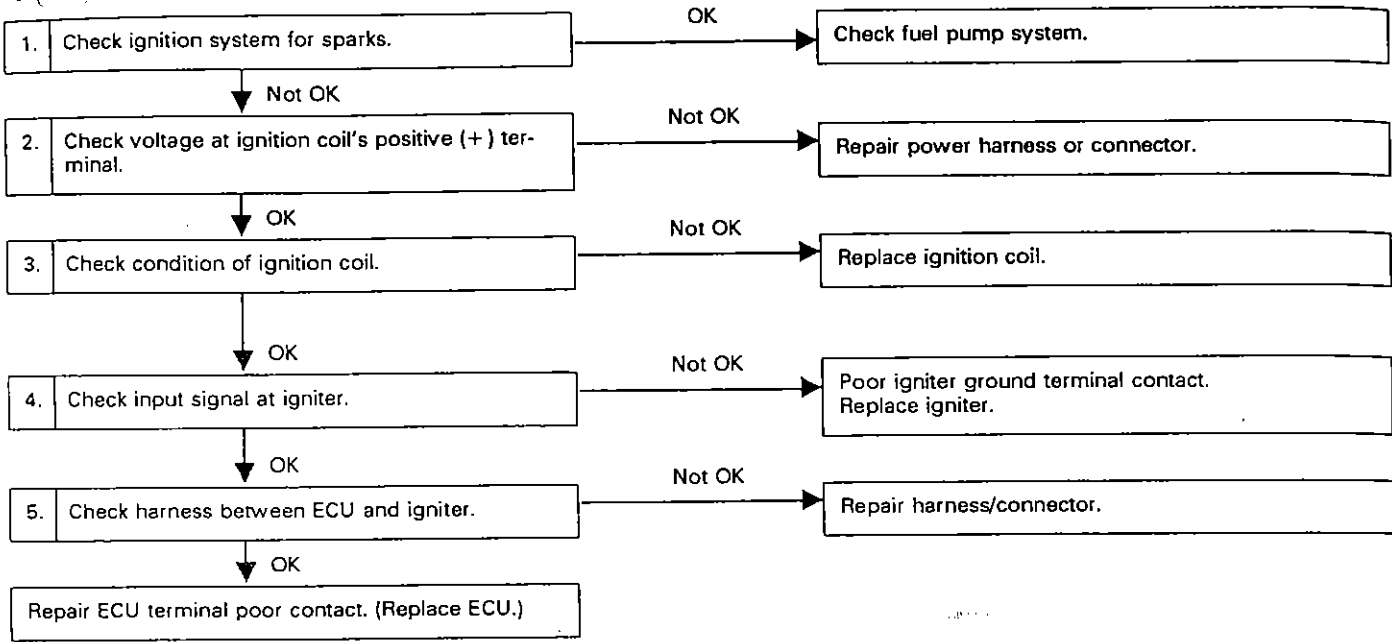 OK
1. Check ignition system for sparks.
Check fuel pump system.
Not OK
2. Check voltage at ignition coil's positive (+) ter-
minal.
Not OK
Repair power harness or connector.
OK
3. Check condition of ignition coil.
Not OK
Replace ignition coil.
OK
4. Check input signal at igniter.
Not OK
Poor igniter ground terminal contact.
Replace igniter.
OK
5. Check harness between ECU and igniter.
Not OK
Repair harness/connector.
OK
Repair ECU terminal poor contact. (Replace ECU.)